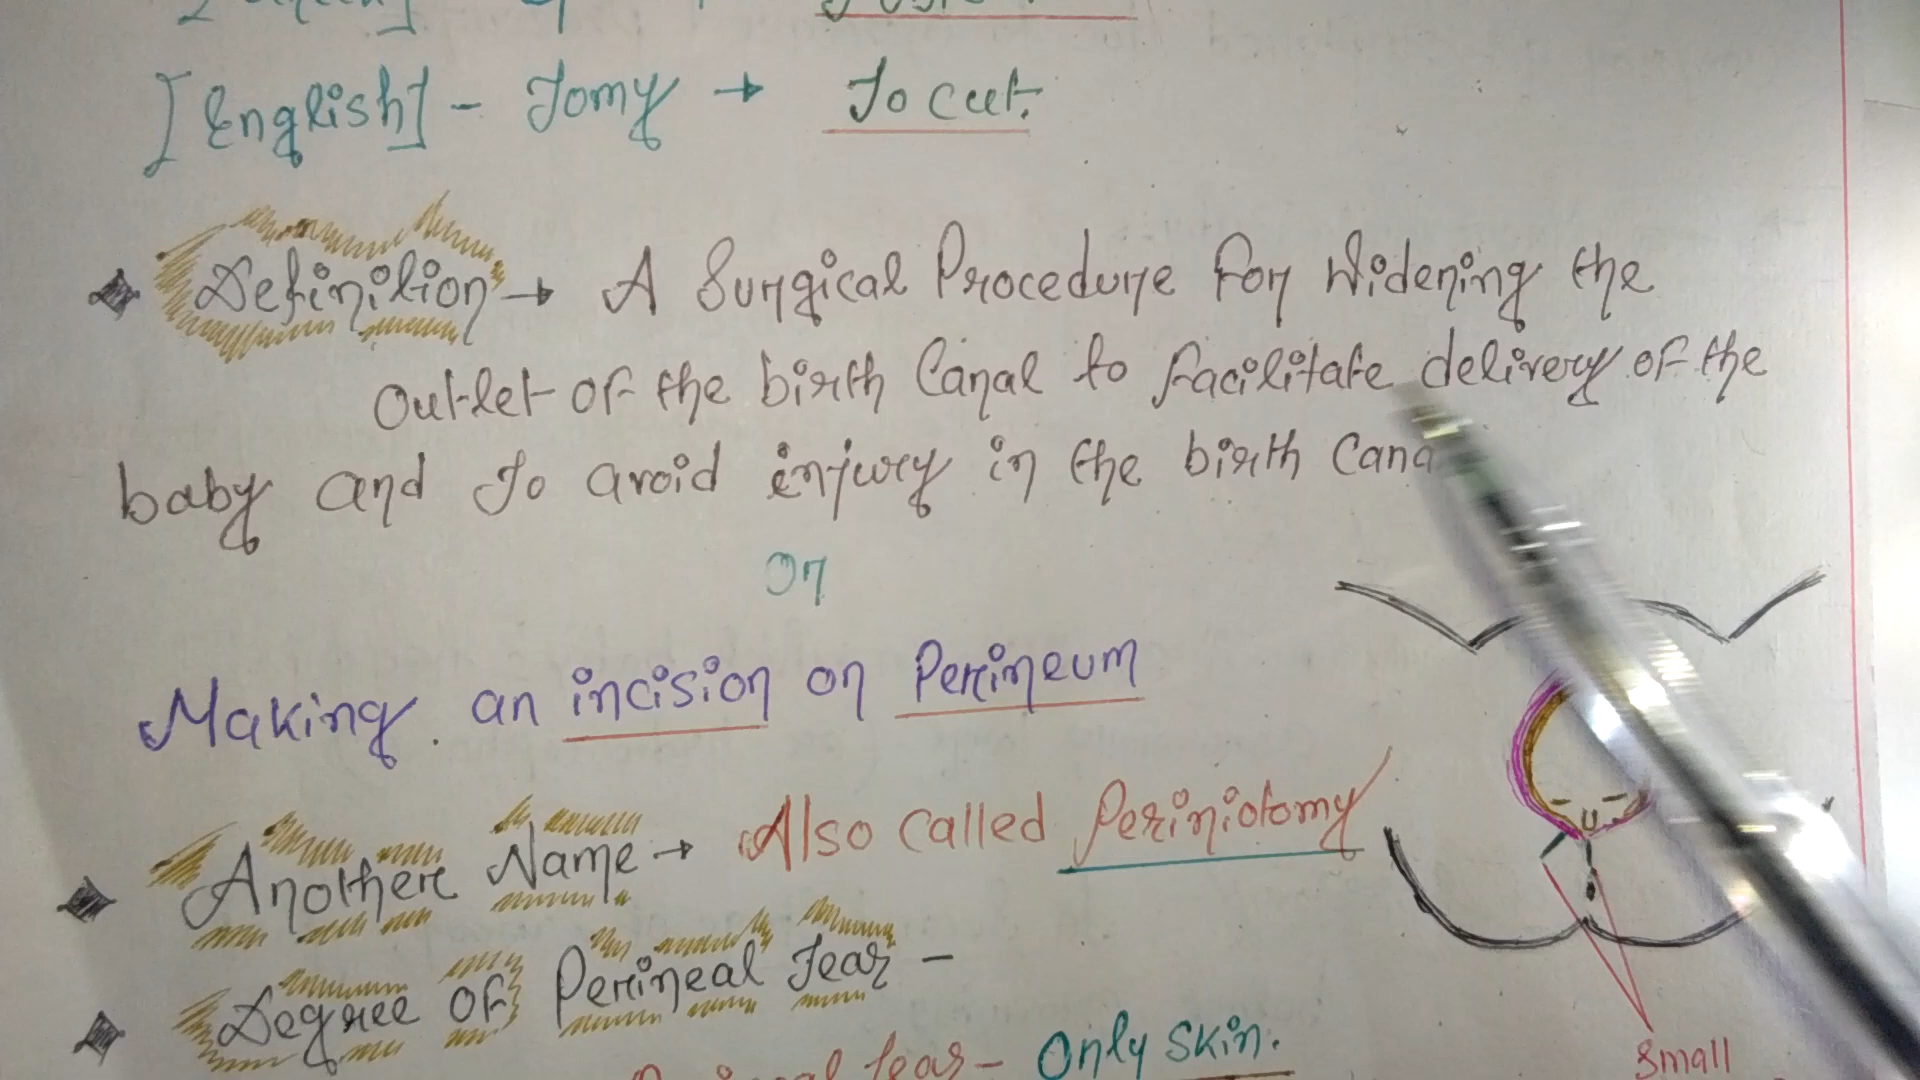 [English] - Tomy → To cut.
Definition → A Surgical Procedure For Widening the
Outlet of the birth Canal to facilitate delivery of the
baby and To avoid injury in the birth Cana
Or
Making an incision on Perineum
Another Name → Also called Periniotomy
Degree of Perineal Tear -
tear - Only Skin.
Small